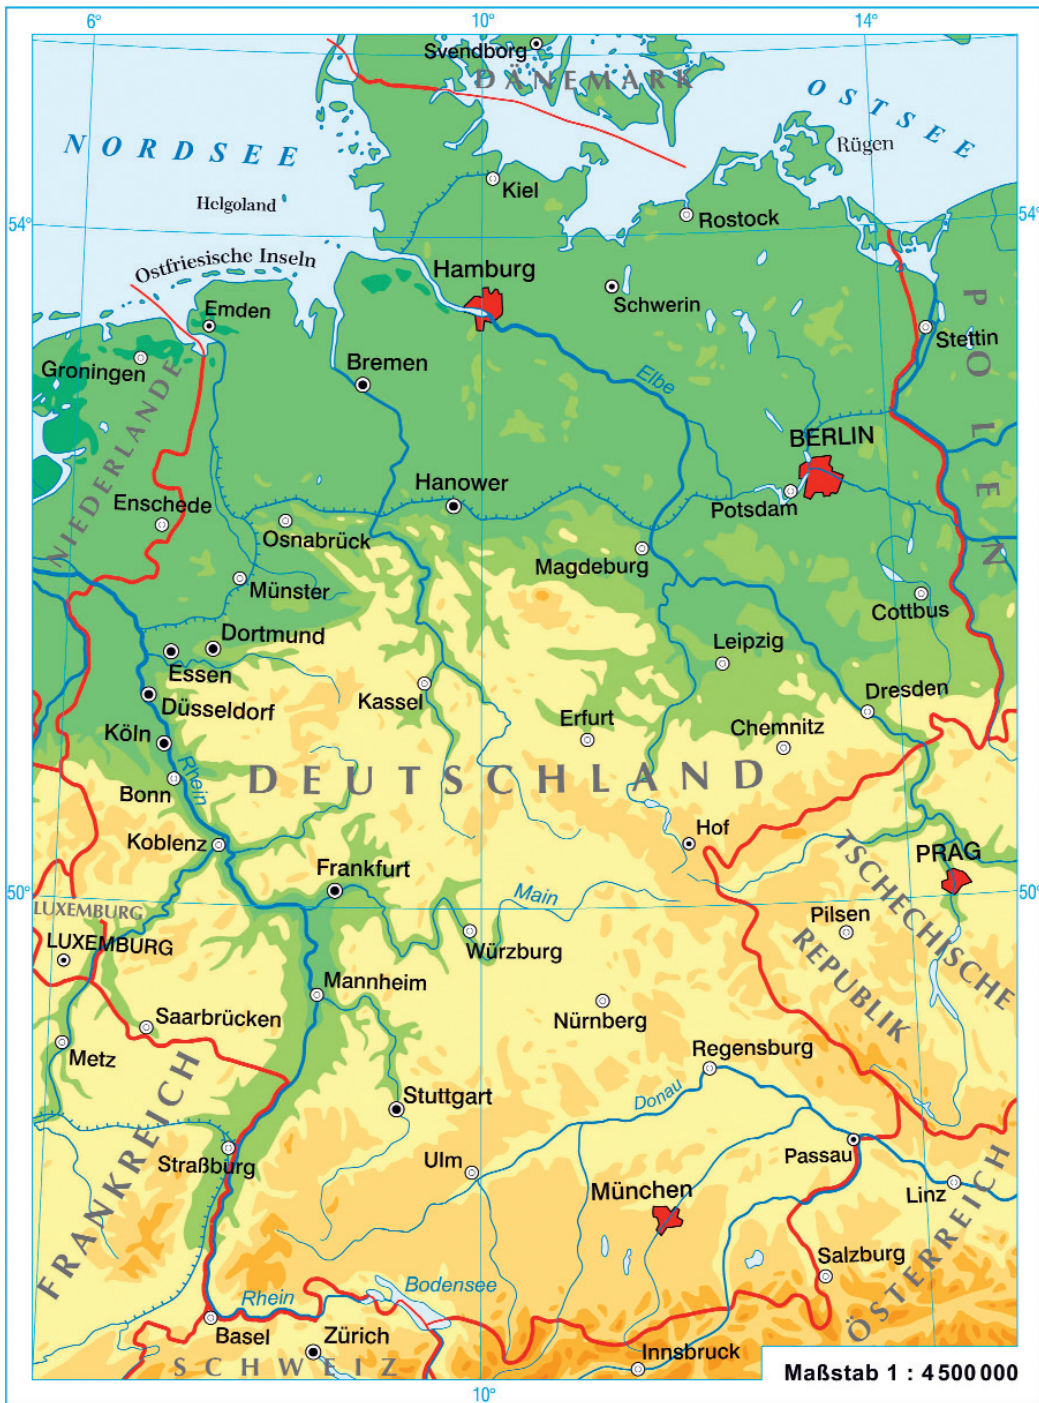 6°
10°
14°
Svendborg
DÄNEMARK
OSTSEE
NORDSEE
Rügen
Kiel
Helgoland
Rostock
54°
54°
Ostfriesische Inseln
Hamburg
Schwerin
Emden
POLEN
Stettin
Groningen
Bremen
Elbe
NIEDERLANDE
BERLIN
Hanower
Potsdam
Enschede
Osnabrück
Magdeburg
Münster
Cottbus
Dortmund
Leipzig
Essen
Düsseldorf
Kassel
Dresden
Erfurt
Chemnitz
Köln
Rhein
DEUTSCHLAND
Bonn
Hof
Koblenz
TSCHECHISCHE
REPUBLIK
PRAG
Frankfurt
Main
50°
50°
LUXEMBURG
Pilsen
LUXEMBURG
Würzburg
Mannheim
Nürnberg
Saarbrücken
Metz
Regensburg
FRANKREICH
Stuttgart
Donau
Straßburg
Ulm
Passau
München
Linz
ÖSTERREICH
Salzburg
Bodensee
Rhein
Basel
Zürich
SCHWEIZ
Innsbruck
Maßstab 1 : 4 500 000
10°